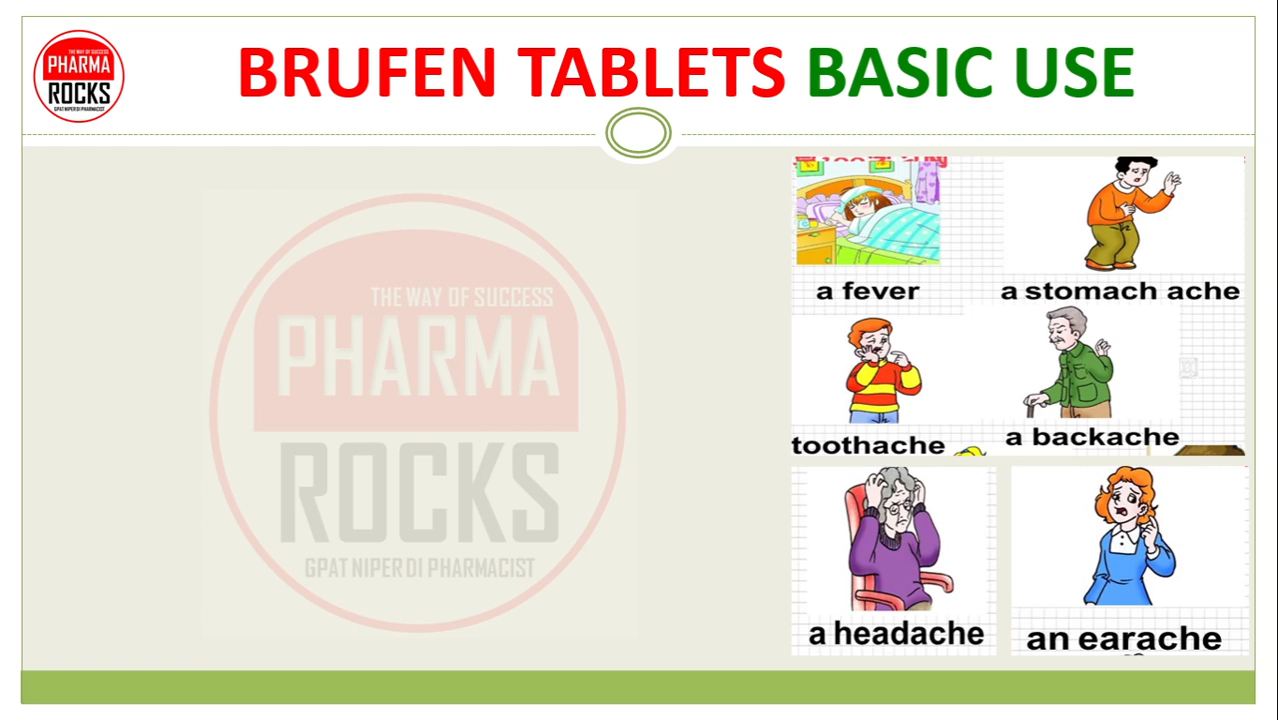 THE WAY OF SUCCESS
PHARMA
ROCKS
GPAT NIPER DI PHARMACIST
BRUFEN TABLETS BASIC USE
THE WAY OF SUCCESS
PHARMA
ROCKS
GPAT NIPER DI PHARMACIST
a fever
a stomach ache
toothache
a backache
a headache
an earache